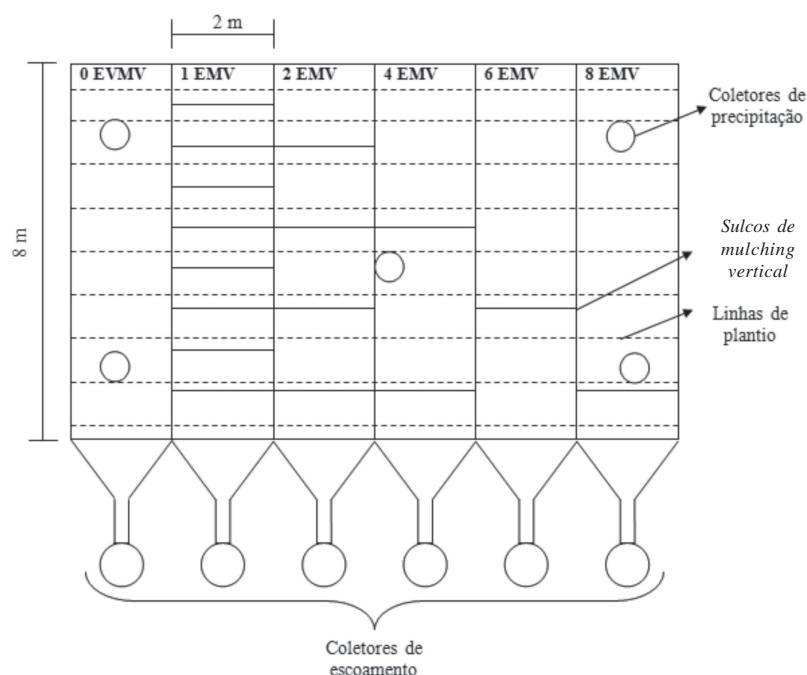 2 m
0 EVMV 1 EMV 2 EMV 4 EMV 6 EMV 8 EMV
Coletores de
precipitação
8 m
Sulcos de
mulching
vertical
Linhas de
plantio
Coletores de
escoamento